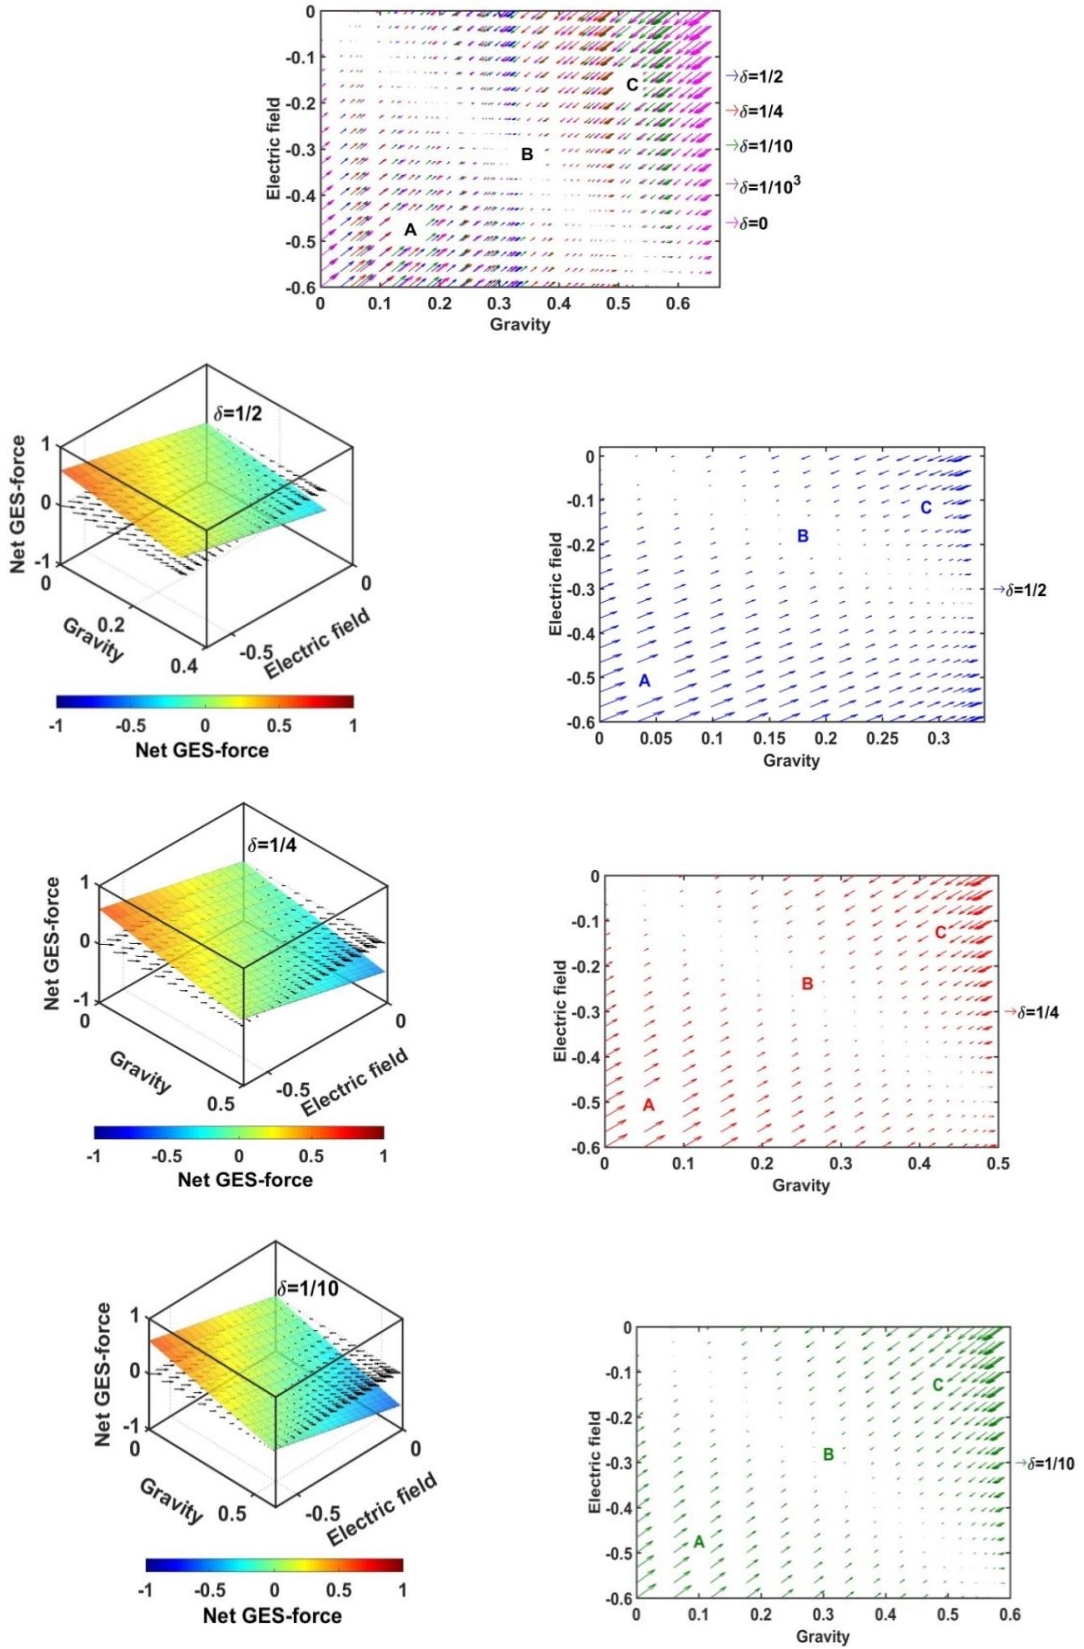 0
-0.1
-0.2
-0.3
-0.4
-0.5
-0.6
Electric field
C
B
A
0 0.1 0.2 0.3 0.4 0.5 0.6
Gravity
δ=1/2
δ=1/4
δ=1/10
δ=1/10³
δ=0
δ=1/2
1
0
-1
Net GES-force
0
0.2
0.4
Gravity
-0.5
0
Electric field
-1 -0.5 0 0.5 1
Net GES-force
0
-0.1
-0.2
-0.3
-0.4
-0.5
-0.6
Electric field
C
B
A
0 0.05 0.1 0.15 0.2 0.25 0.3
Gravity
δ=1/2
δ=1/4
1
0
-1
Net GES-force
0
0.5
Gravity
-0.5
0
Electric field
-1 -0.5 0 0.5 1
Net GES-force
0
-0.1
-0.2
-0.3
-0.4
-0.5
-0.6
Electric field
C
B
A
0 0.1 0.2 0.3 0.4 0.5
Gravity
δ=1/4
δ=1/10
1
0
-1
Net GES-force
0
0.5
Gravity
-0.5
0
Electric field
-1 -0.5 0 0.5 1
Net GES-force
0
-0.1
-0.2
-0.3
-0.4
-0.5
-0.6
Electric field
C
B
A
0 0.1 0.2 0.3 0.4 0.5 0.6
Gravity
δ=1/10